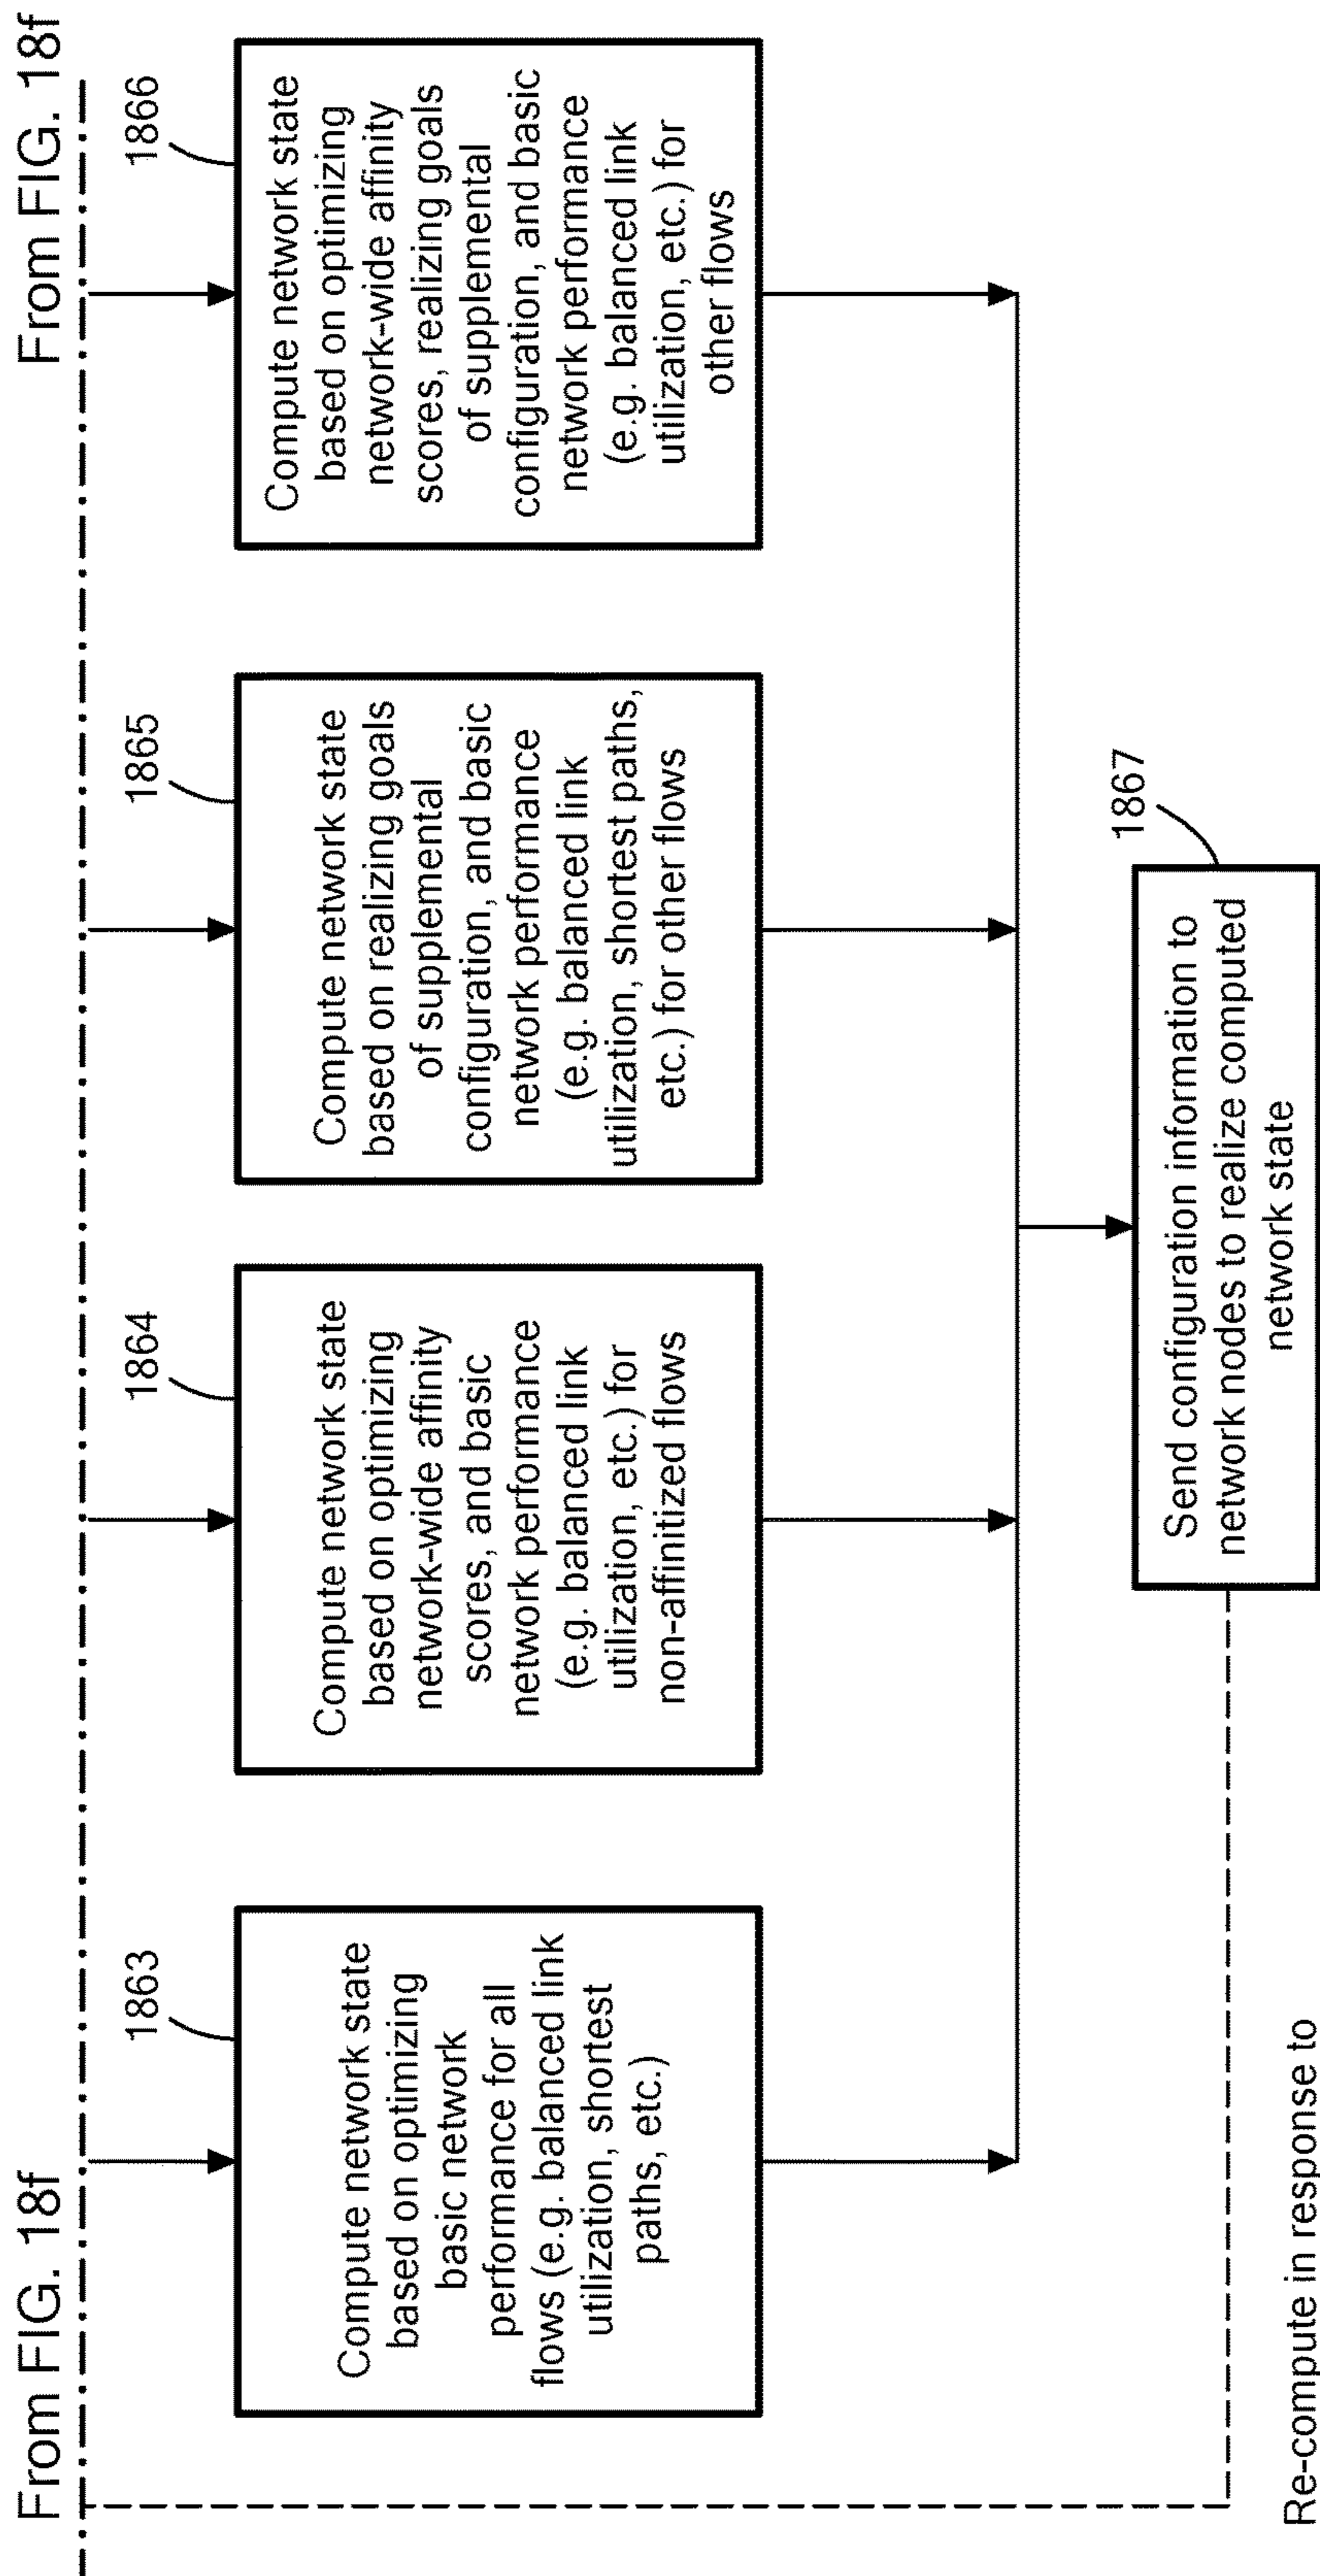 From FIG. 18f
From FIG. 18f
1863
Compute network state
based on optimizing
basic network
performance for all
flows (e.g. balanced link
utilization, shortest
paths, etc.)
1864
Compute network state
based on optimizing
network-wide affinity
scores, and basic
network performance
(e.g. balanced link
utilization, etc.) for
non-affinitized flows
1865
Compute network state
based on realizing goals
of supplemental
configuration, and basic
network performance
(e.g. balanced link
utilization, shortest paths,
etc.) for other flows
1866
Compute network state
based on optimizing
network-wide affinity
scores, realizing goals
of supplemental
configuration, and basic
network performance
(e.g. balanced link
utilization, etc.) for
other flows
1867
Send configuration information to
network nodes to realize computed
network state
Re-compute in response to